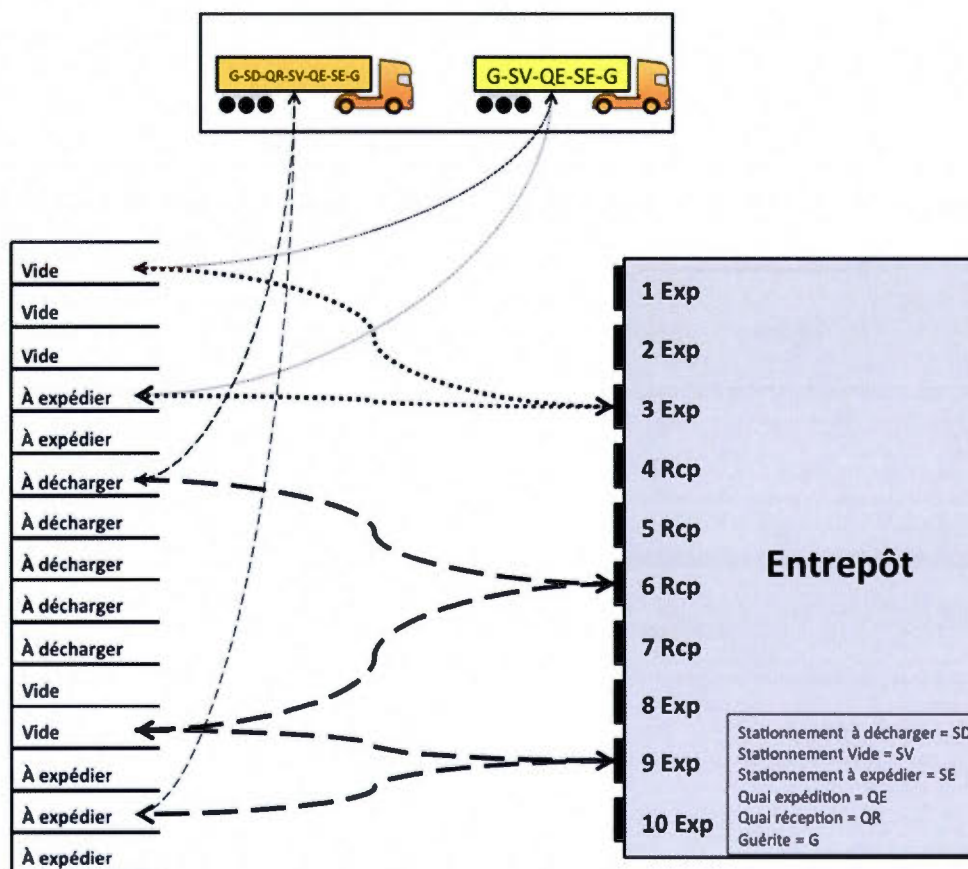 G-SD-QR-SV-QE-SE-G
G-SV-QE-SE-G
Vide
Vide
Vide
À expédier
À expédier
À décharger
À décharger
À décharger
À décharger
À décharger
Vide
Vide
À expédier
À expédier
À expédier
1 Exp
2 Exp
3 Exp
4 Rcp
5 Rcp
6 Rcp
7 Rcp
8 Exp
9 Exp
10 Exp
Entrepôt
Stationnement à décharger = SD
Stationnement Vide = SV
Stationnement à expédier = SE
Quai expédition = QE
Quai réception = QR
Guérite = G